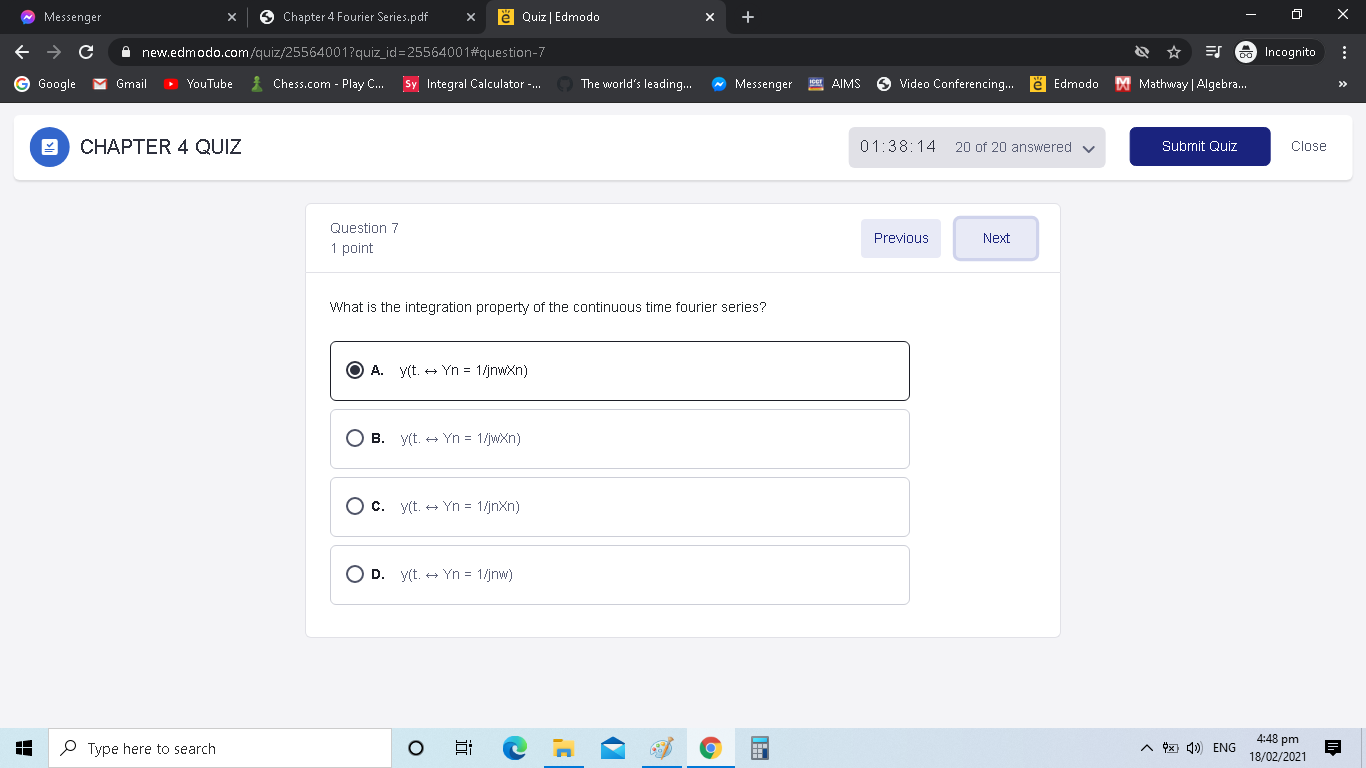 Messenger
Chapter 4 Fourier Series.pdf
Quiz | Edmodo
new.edmodo.com/quiz/25564001?quiz_id=25564001#question-7
Incognito
Google
Gmail
YouTube
Chess.com - Play C...
Sy
Integral Calculator -...
The world's leading...
Messenger
AIMS
Video Conferencing...
Edmodo
Mathway | Algebra...
CHAPTER 4 QUIZ
01:38:14 20 of 20 answered
Submit Quiz
Close
Question 7
1 point
Previous
Next
What is the integration property of the continuous time fourier series?
A. y(t. ↔ Yn = 1/jnwXn)
B. y(t. ↔ Yn = 1/jwXn)
C. y(t. ↔ Yn = 1/jnXn)
D. y(t. ↔ Yn = 1/jnw)
Type here to search
ENG
4:48 pm
18/02/2021